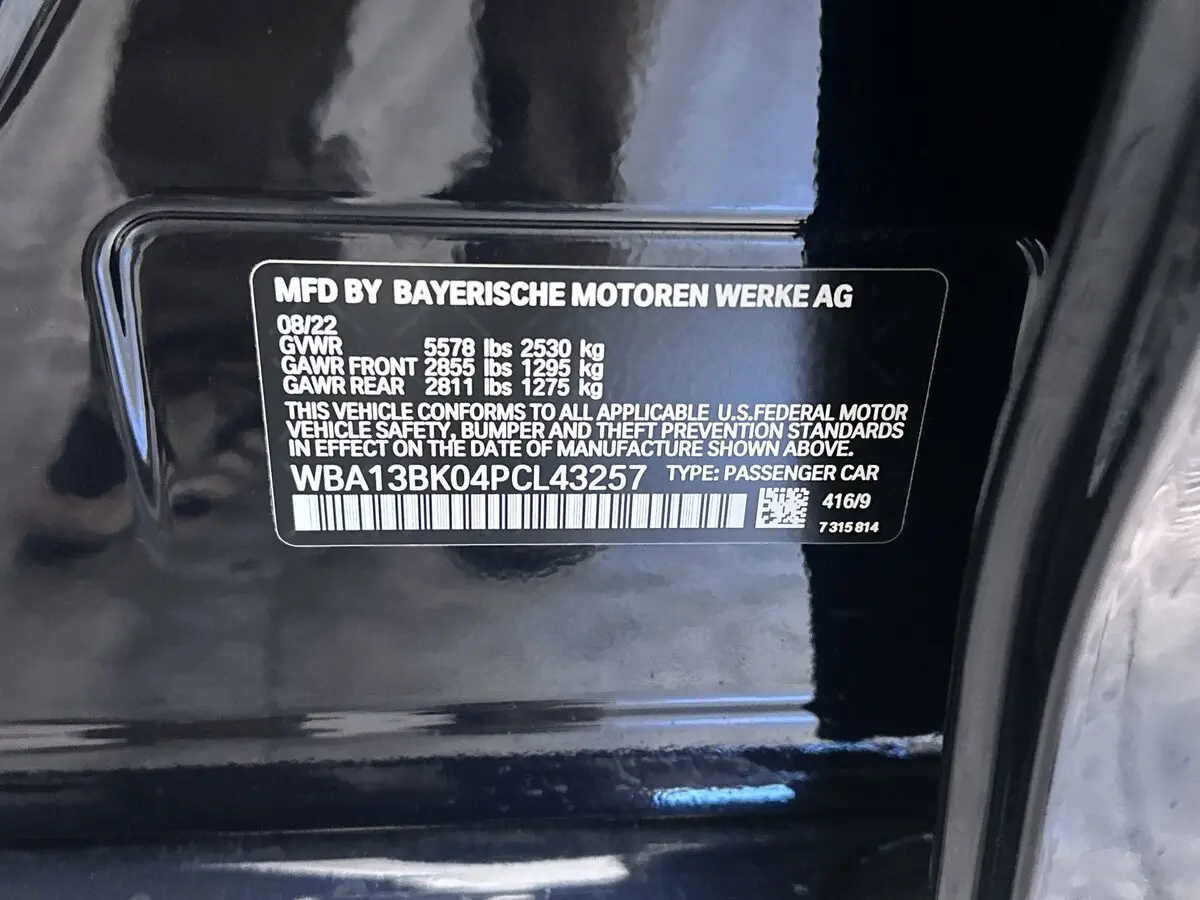 MFD BY BAYERISCHE MOTOREN WERKE AG
08/22
GVWR 5578 lbs 2530 kg
GAWR FRONT 2855 lbs 1295 kg
GAWR REAR 2811 lbs 1275 kg
THIS VEHICLE CONFORMS TO ALL APPLICABLE U.S.FEDERAL MOTOR
VEHICLE SAFETY, BUMPER AND THEFT PREVENTION STANDARDS
IN EFFECT ON THE DATE OF MANUFACTURE SHOWN ABOVE.
WBA13BK04PCL43257 TYPE: PASSENGER CAR
416/9
7 315 814